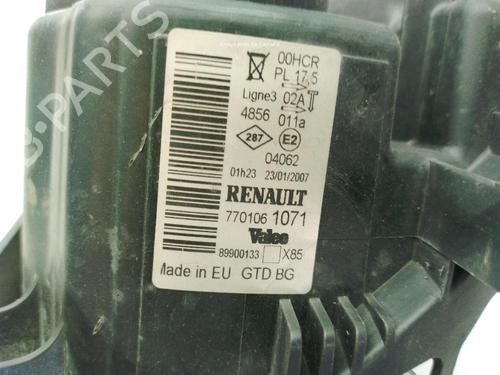 B-PARTS
00HCR
PL 17,5
Ligne3 02A
4856 011a
287 E2
04062
01h23 23/01/2007
RENAULT
770106 1071
Valeo
89900133 X85
Made in EU GTD BG